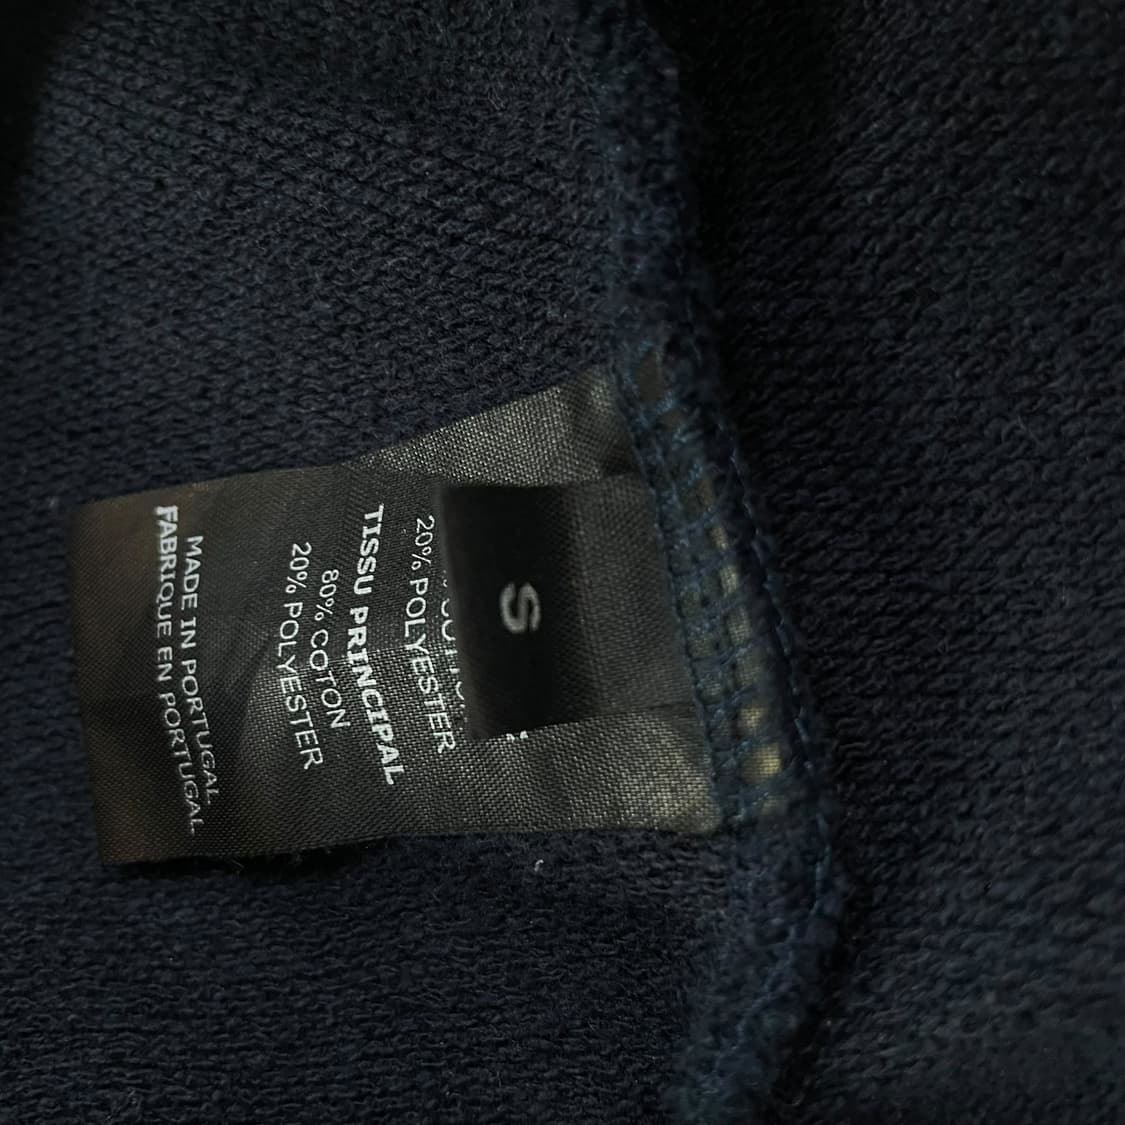 S
20% POLYESTER
TISSU PRINCIPAL
80% COTON
20% POLYESTER
MADE IN PORTUGAL
FABRIQUE EN PORTUGAL